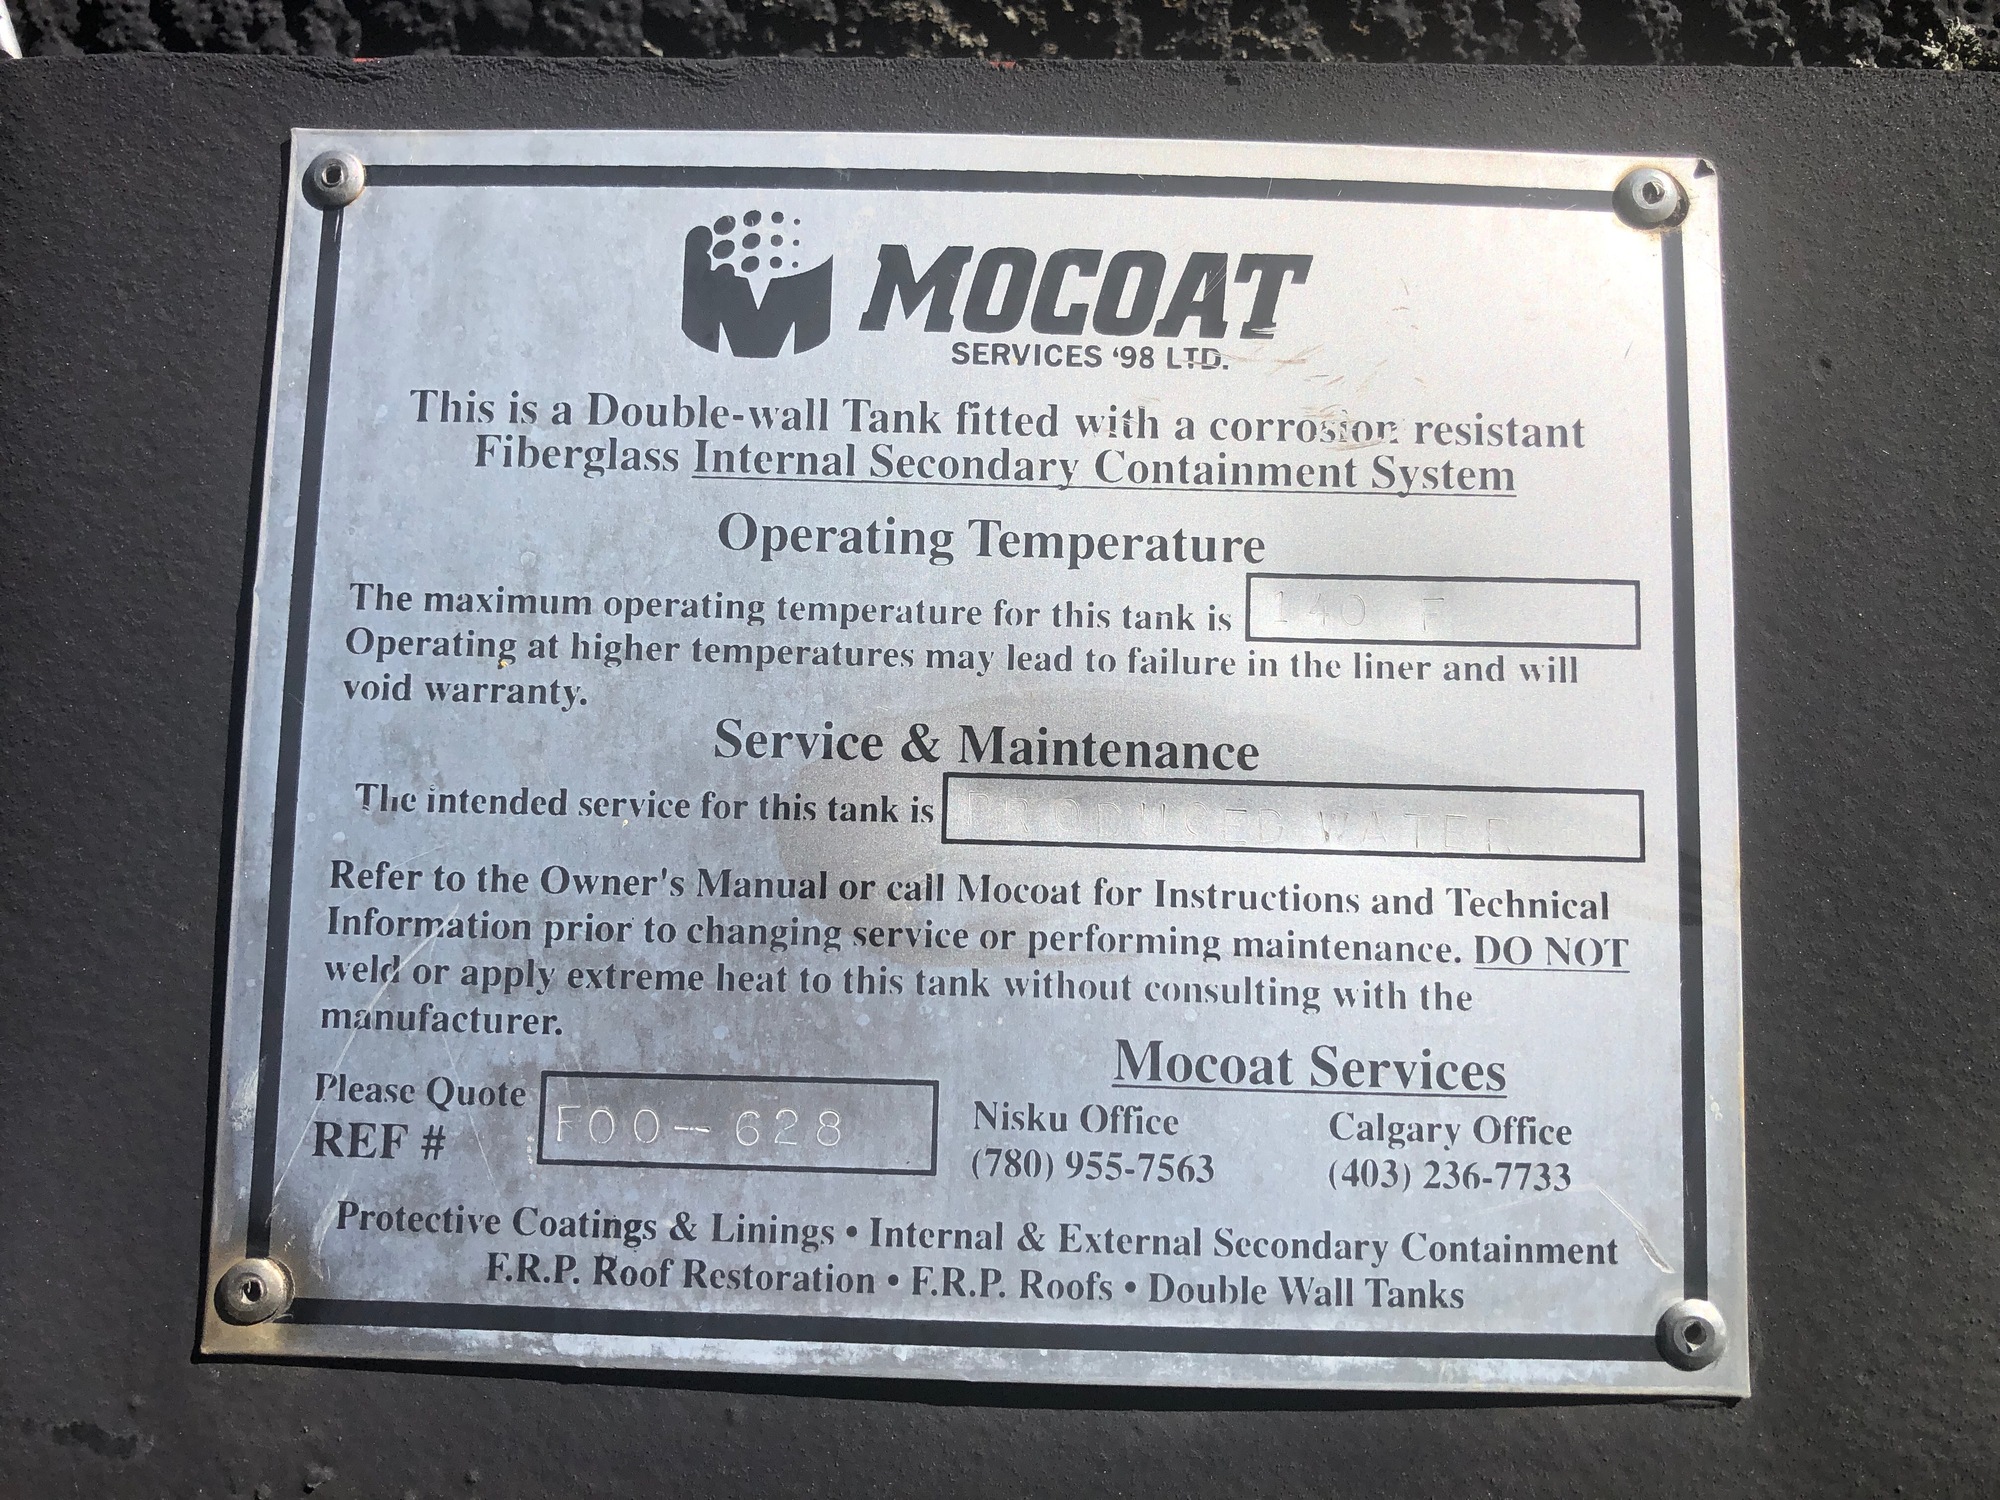 MOCOAT
SERVICES '98 LTD.
This is a Double-wall Tank fitted with a corrosion resistant
Fiberglass Internal Secondary Containment System
Operating Temperature
The maximum operating temperature for this tank is 140 F
Operating at higher temperatures may lead to failure in the liner and will
void warranty.
Service & Maintenance
The intended service for this tank is PRODUCED WATER
Refer to the Owner's Manual or call Mocoat for Instructions and Technical
Information prior to changing service or performing maintenance. DO NOT
weld or apply extreme heat to this tank without consulting with the
manufacturer.
Mocoat Services
Please Quote
REF # F00-628
Nisku Office Calgary Office
(780) 955-7563 (403) 236-7733
Protective Coatings & Linings • Internal & External Secondary Containment
F.R.P. Roof Restoration • F.R.P. Roofs • Double Wall Tanks